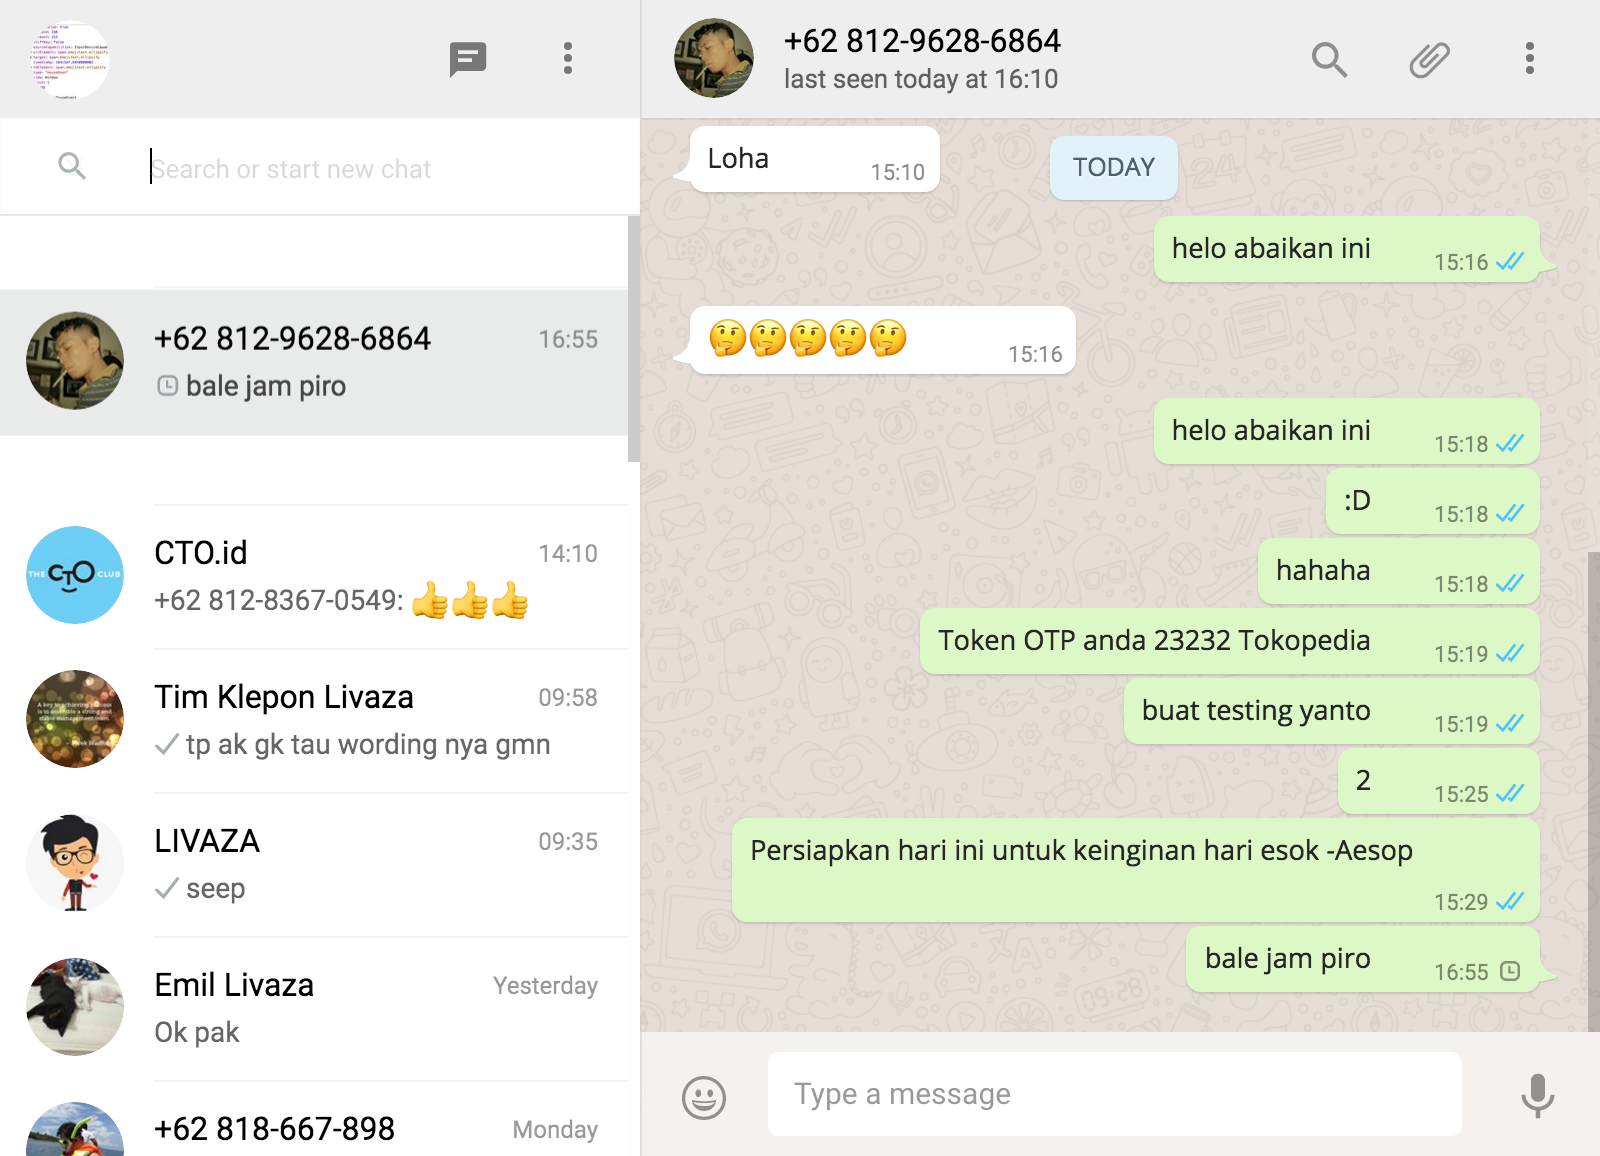 Search or start new chat
+62 812-9628-6864
16:55
bale jam piro
CTO.id
14:10
THE CTO CLUB
+62 812-8367-0549: 👍👍👍
Tim Klepon Livaza
09:58
tp ak gk tau wording nya gmn
LIVAZA
09:35
seep
Emil Livaza
Yesterday
Ok pak
+62 818-667-898
Monday
+62 812-9628-6864
last seen today at 16:10
Loha
15:10
TODAY
helo abaikan ini
15:16
🤔🤔🤔🤔🤔
15:16
helo abaikan ini
15:18
:D
15:18
hahaha
15:18
Token OTP anda 23232 Tokopedia
15:19
buat testing yanto
15:19
2
15:25
Persiapkan hari ini untuk keinginan hari esok -Aesop
15:29
bale jam piro
16:55
Type a message